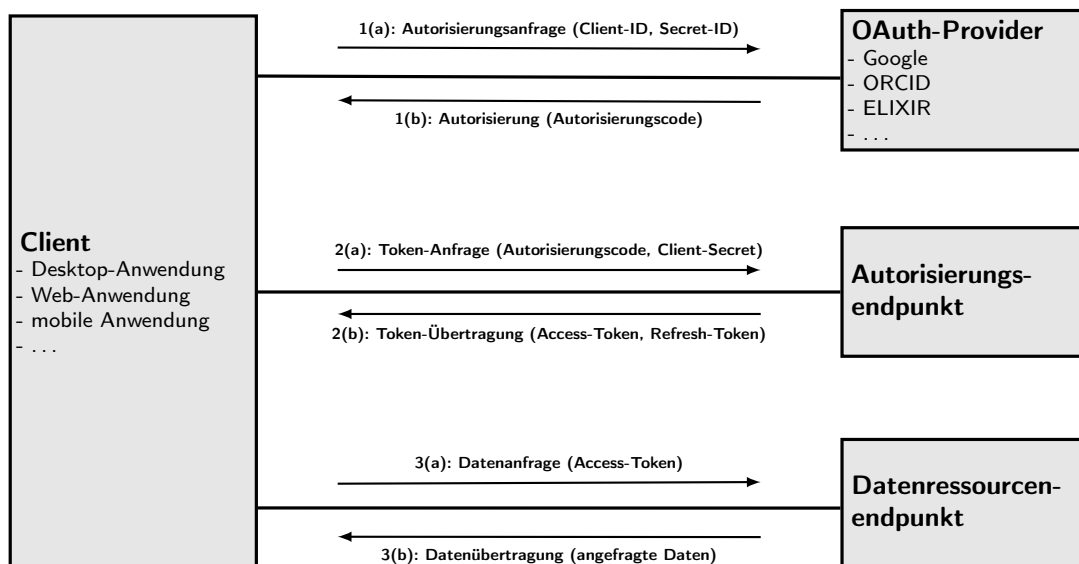 Client
- Desktop-Anwendung
- Web-Anwendung
- mobile Anwendung
- ...
1(a): Autorisierungsanfrage (Client-ID, Secret-ID)
1(b): Autorisierung (Autorisierungscode)
OAuth-Provider
- Google
- ORCID
- ELIXIR
- ...
2(a): Token-Anfrage (Autorisierungscode, Client-Secret)
2(b): Token-Übertragung (Access-Token, Refresh-Token)
Autorisierungs-
endpunkt
3(a): Datenanfrage (Access-Token)
3(b): Datenübertragung (angefragte Daten)
Datenressourcen-
endpunkt